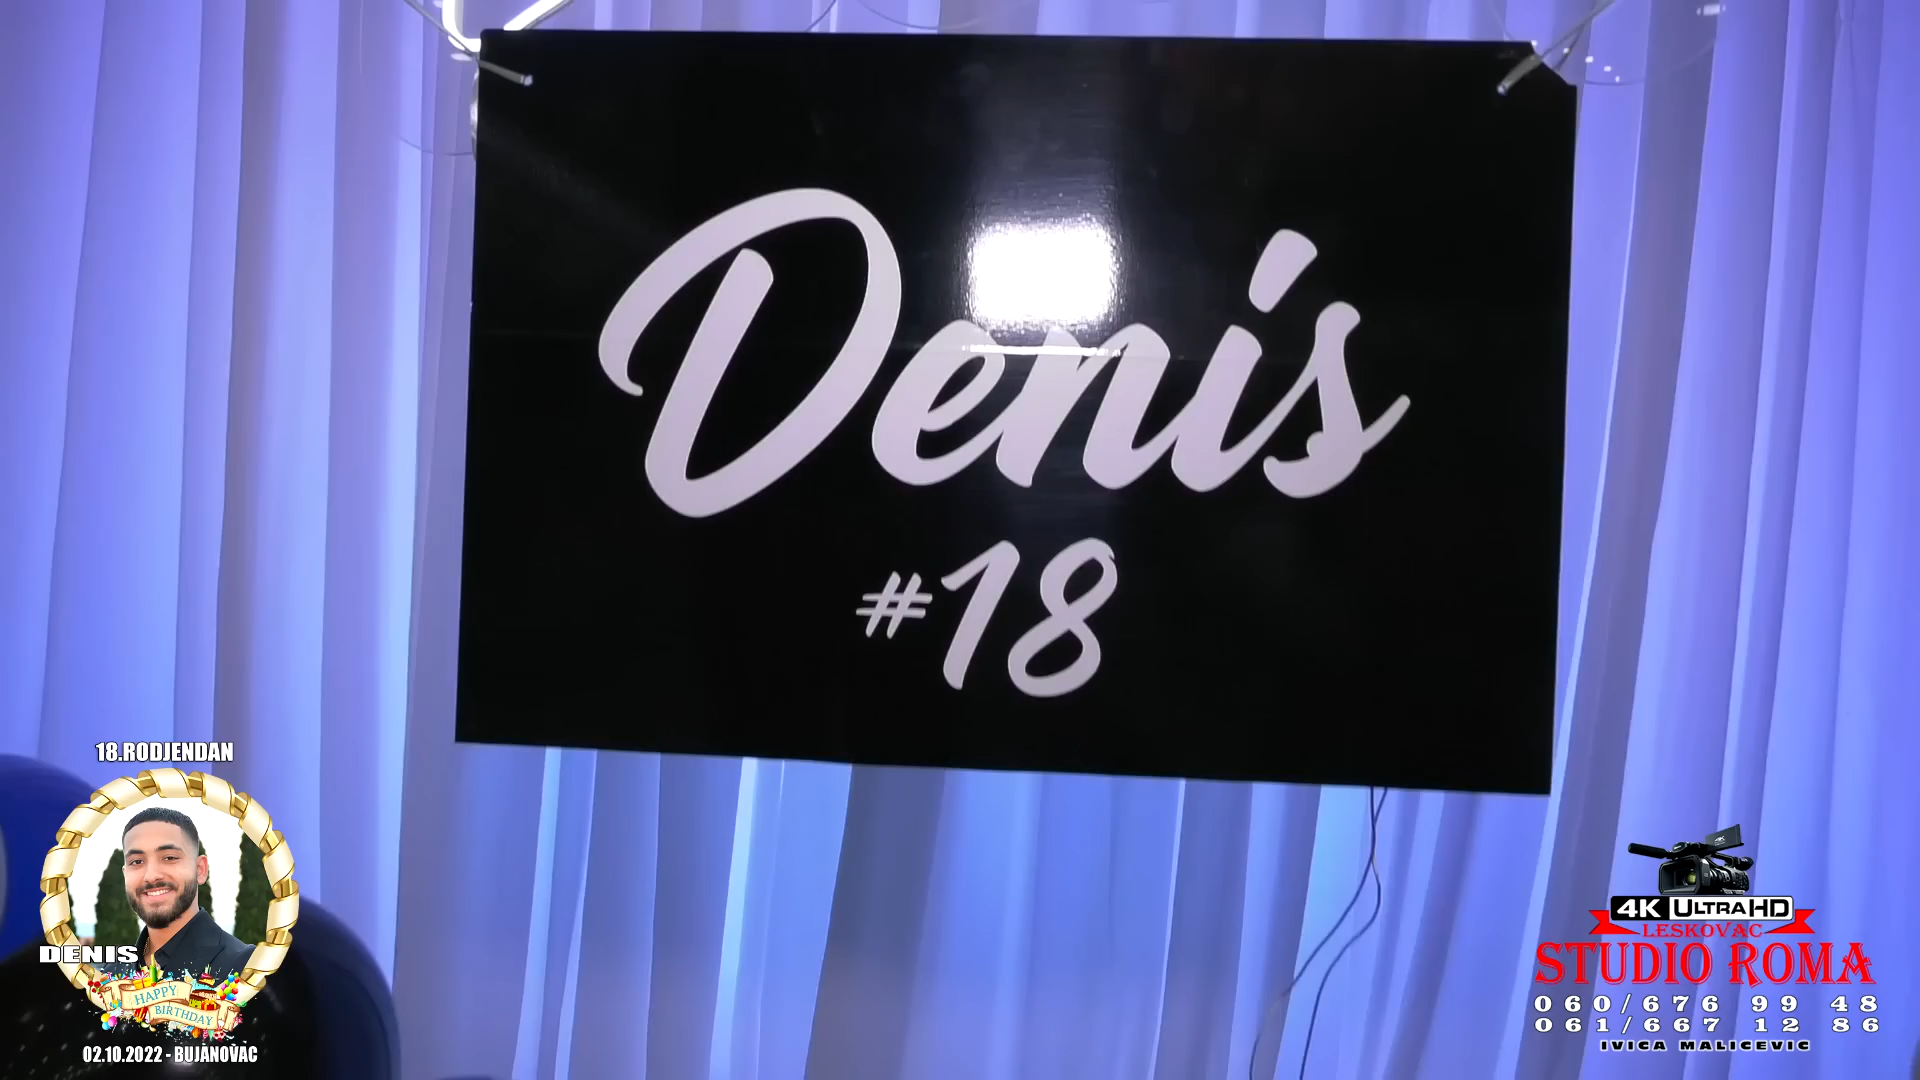 Denis
#18
18.RODJENDAN
DENIS
HAPPY
BIRTHDAY
02.10.2022 - BUJANOVAC
4K ULTRAHD
LESKOVAC
STUDIO ROMA
060/676 99 48
061/667 12 86
IVICA MALICEVIC